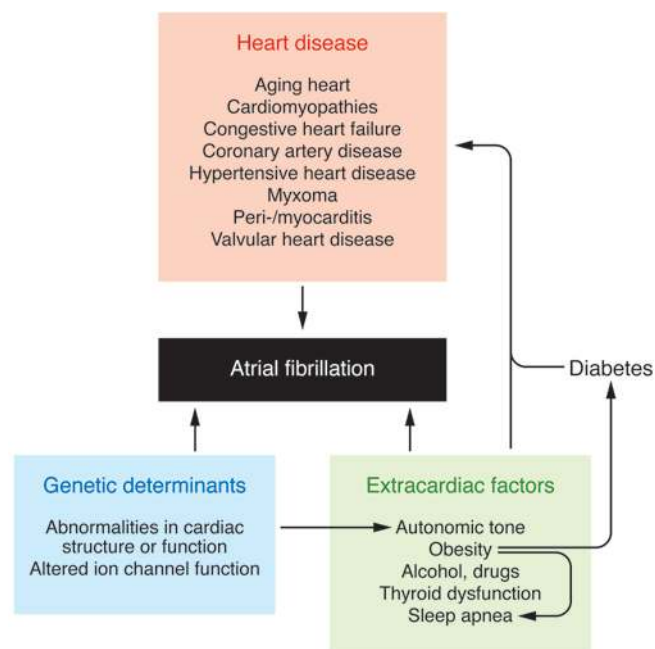 Heart disease
Aging heart
Cardiomyopathies
Congestive heart failure
Coronary artery disease
Hypertensive heart disease
Myxoma
Peri-/myocarditis
Valvular heart disease
Atrial fibrillation
Diabetes
Genetic determinants
Abnormalities in cardiac
structure or function
Altered ion channel function
Extracardiac factors
Autonomic tone
Obesity
Alcohol, drugs
Thyroid dysfunction
Sleep apnea